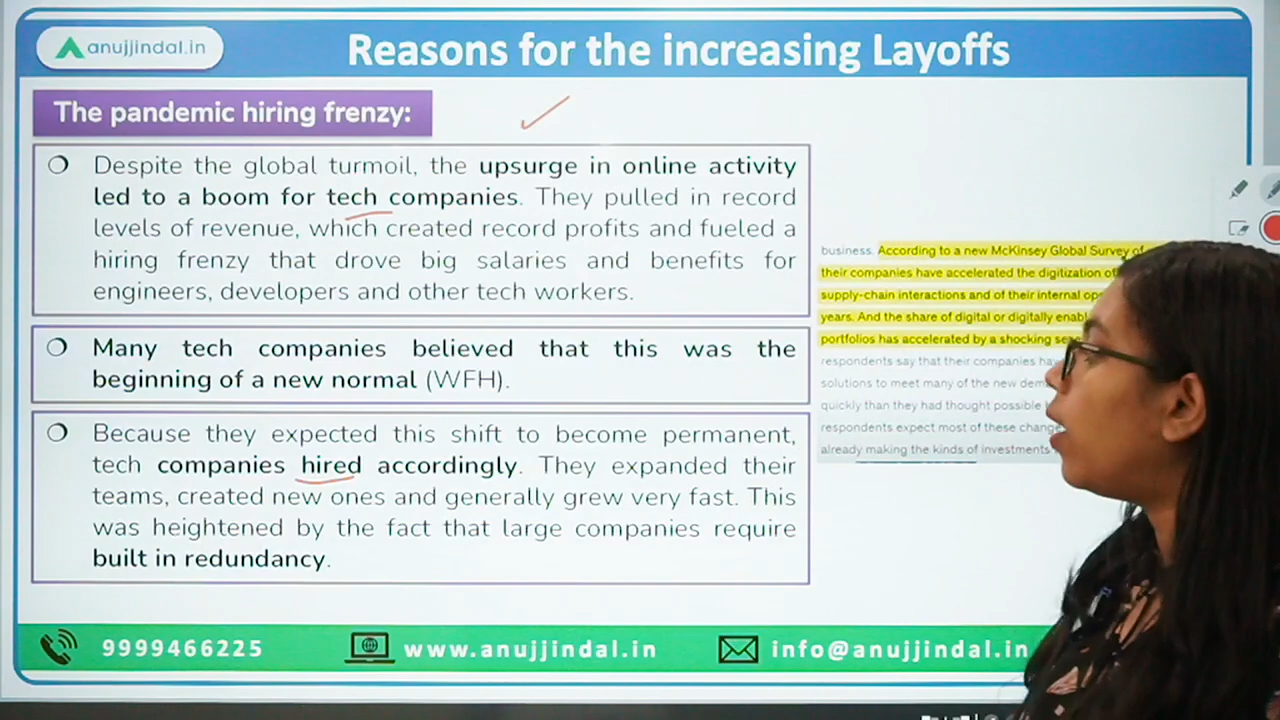 anujjindal.in
Reasons for the increasing Layoffs
The pandemic hiring frenzy:
Despite the global turmoil, the upsurge in online activity
led to a boom for tech companies. They pulled in record
levels of revenue, which created record profits and fueled a
hiring frenzy that drove big salaries and benefits for
engineers, developers and other tech workers.
Many tech companies believed that this was the
beginning of a new normal (WFH).
Because they expected this shift to become permanent,
tech companies hired accordingly. They expanded their
teams, created new ones and generally grew very fast. This
was heightened by the fact that large companies require
built in redundancy.
business. According to a new McKinsey Global Survey of
their companies have accelerated the digitization of
supply-chain interactions and of their internal
years. And the share of digital or digitally
portfolios has accelerated by a shocking
respondents say that their companies
solutions to meet many of the new
quickly than they had thought possible
respondents expect most of these
already making the kinds of investments
9999466225
www.anujjindal.in
info@anujjindal.in